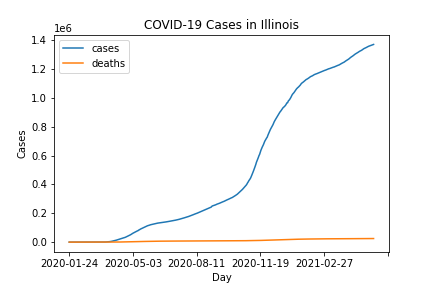 COVID-19 Cases in Illinois
1e6
cases
deaths
1.4
1.2
1.0
0.8
0.6
0.4
0.2
0.0
Cases
2020-01-24 2020-05-03 2020-08-11 2020-11-19 2021-02-27
Day